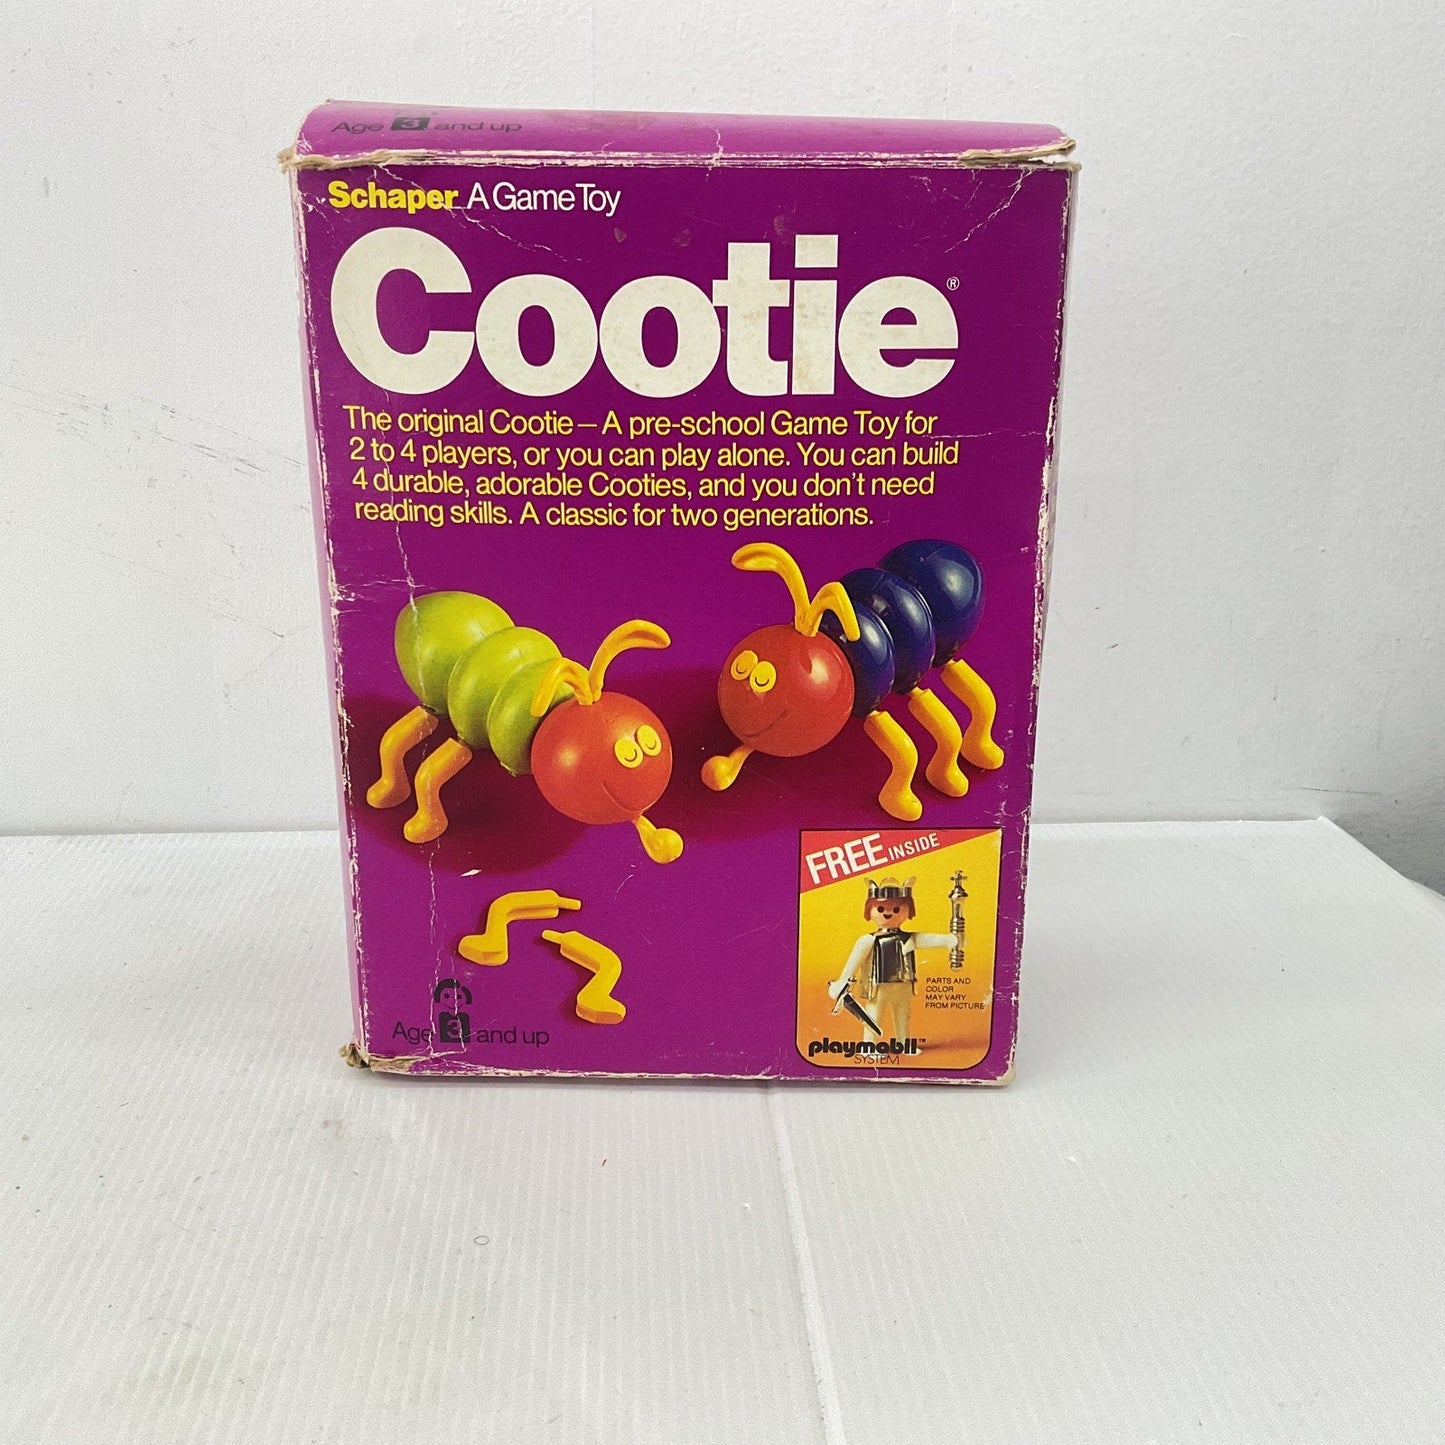 Age 3 and up
Schaper A Game Toy
Cootie®
The original Cootie – A pre-school Game Toy for
2 to 4 players, or you can play alone. You can build
4 durable, adorable Cooties, and you don't need
reading skills. A classic for two generations.
FREE INSIDE
PARTS AND
COLOR
MAY VARY
FROM PICTURE
playmobil™
SYSTEM
Age 3 and up